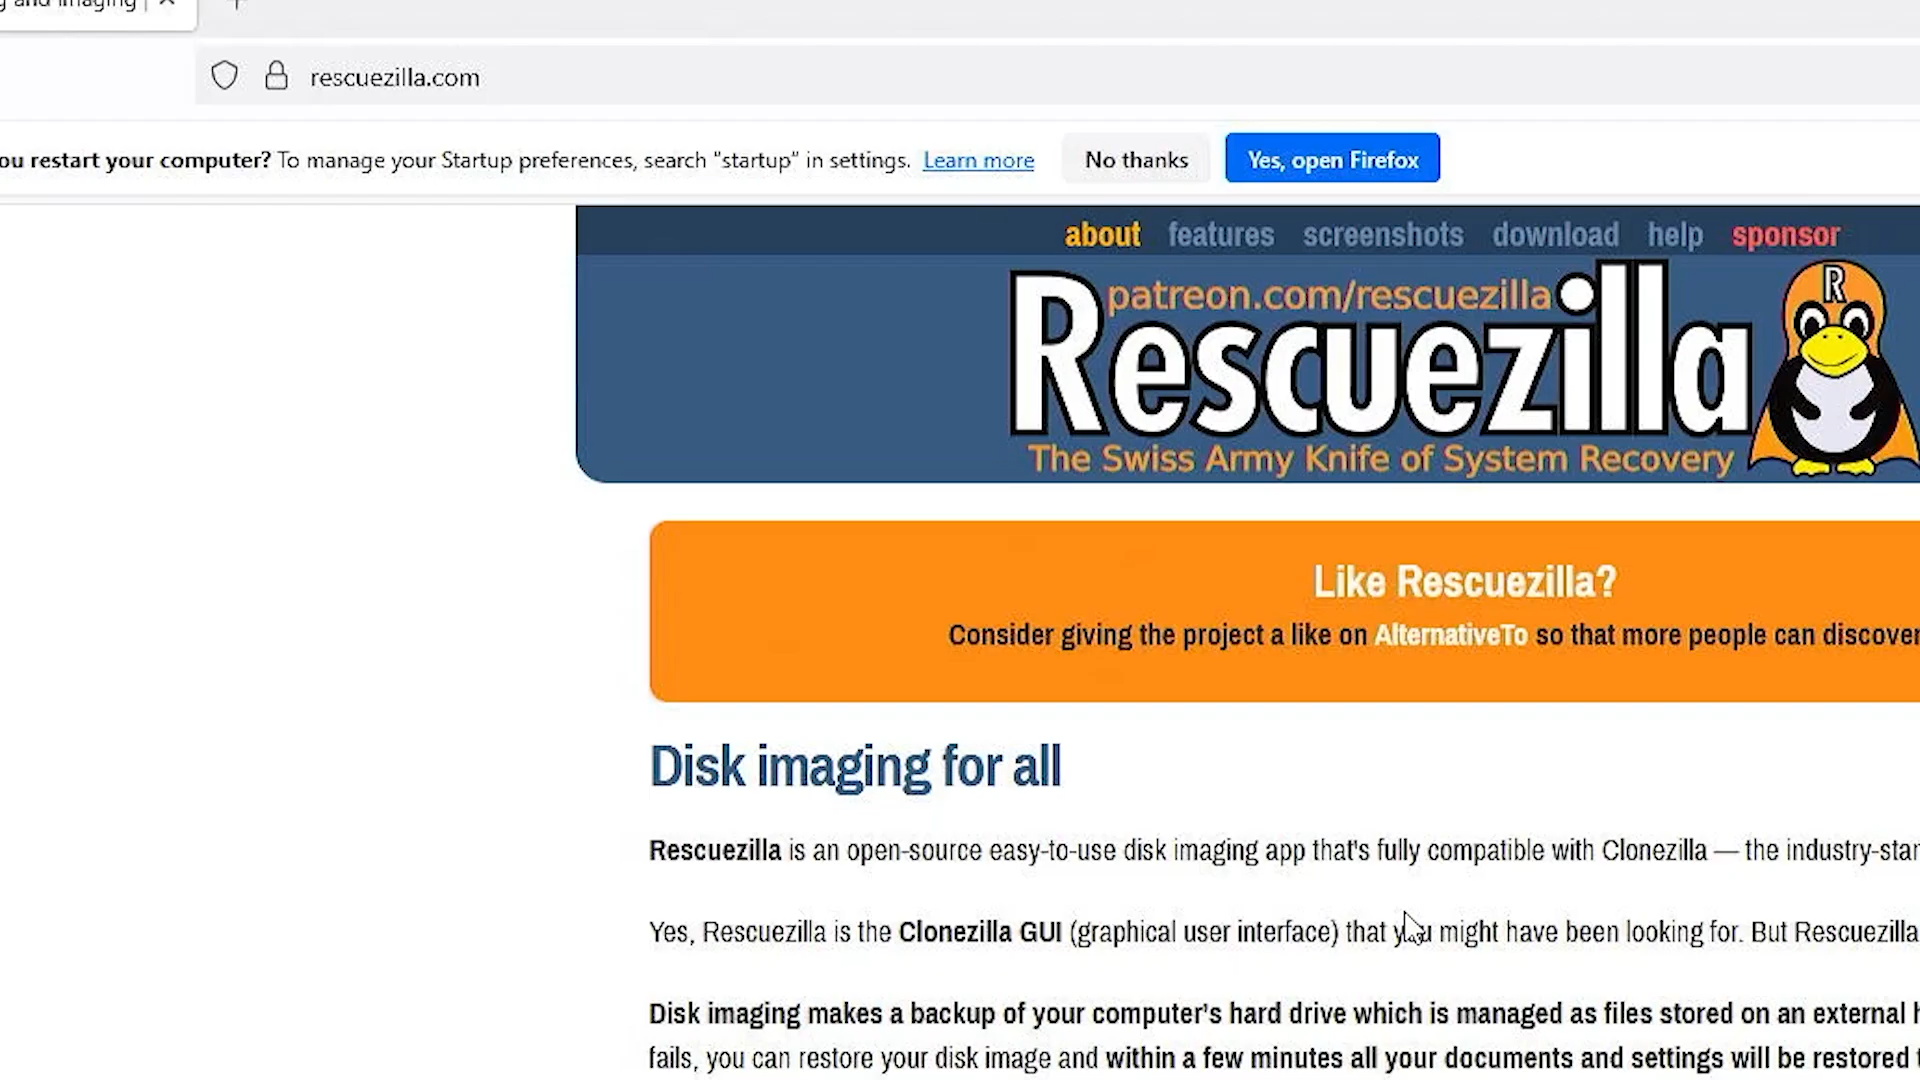 g and imaging |
rescuezilla.com
ou restart your computer? To manage your Startup preferences, search "startup" in settings. Learn more No thanks Yes, open Firefox
about features screenshots download help sponsor
patreon.com/rescuezilla
R
Rescuezilla
The Swiss Army Knife of System Recovery
Like Rescuezilla?
Consider giving the project a like on AlternativeTo so that more people can discover
Disk imaging for all
Rescuezilla is an open-source easy-to-use disk imaging app that's fully compatible with Clonezilla — the industry-star
Yes, Rescuezilla is the Clonezilla GUI (graphical user interface) that you might have been looking for. But Rescuezilla
Disk imaging makes a backup of your computer's hard drive which is managed as files stored on an external h
fails, you can restore your disk image and within a few minutes all your documents and settings will be restored t